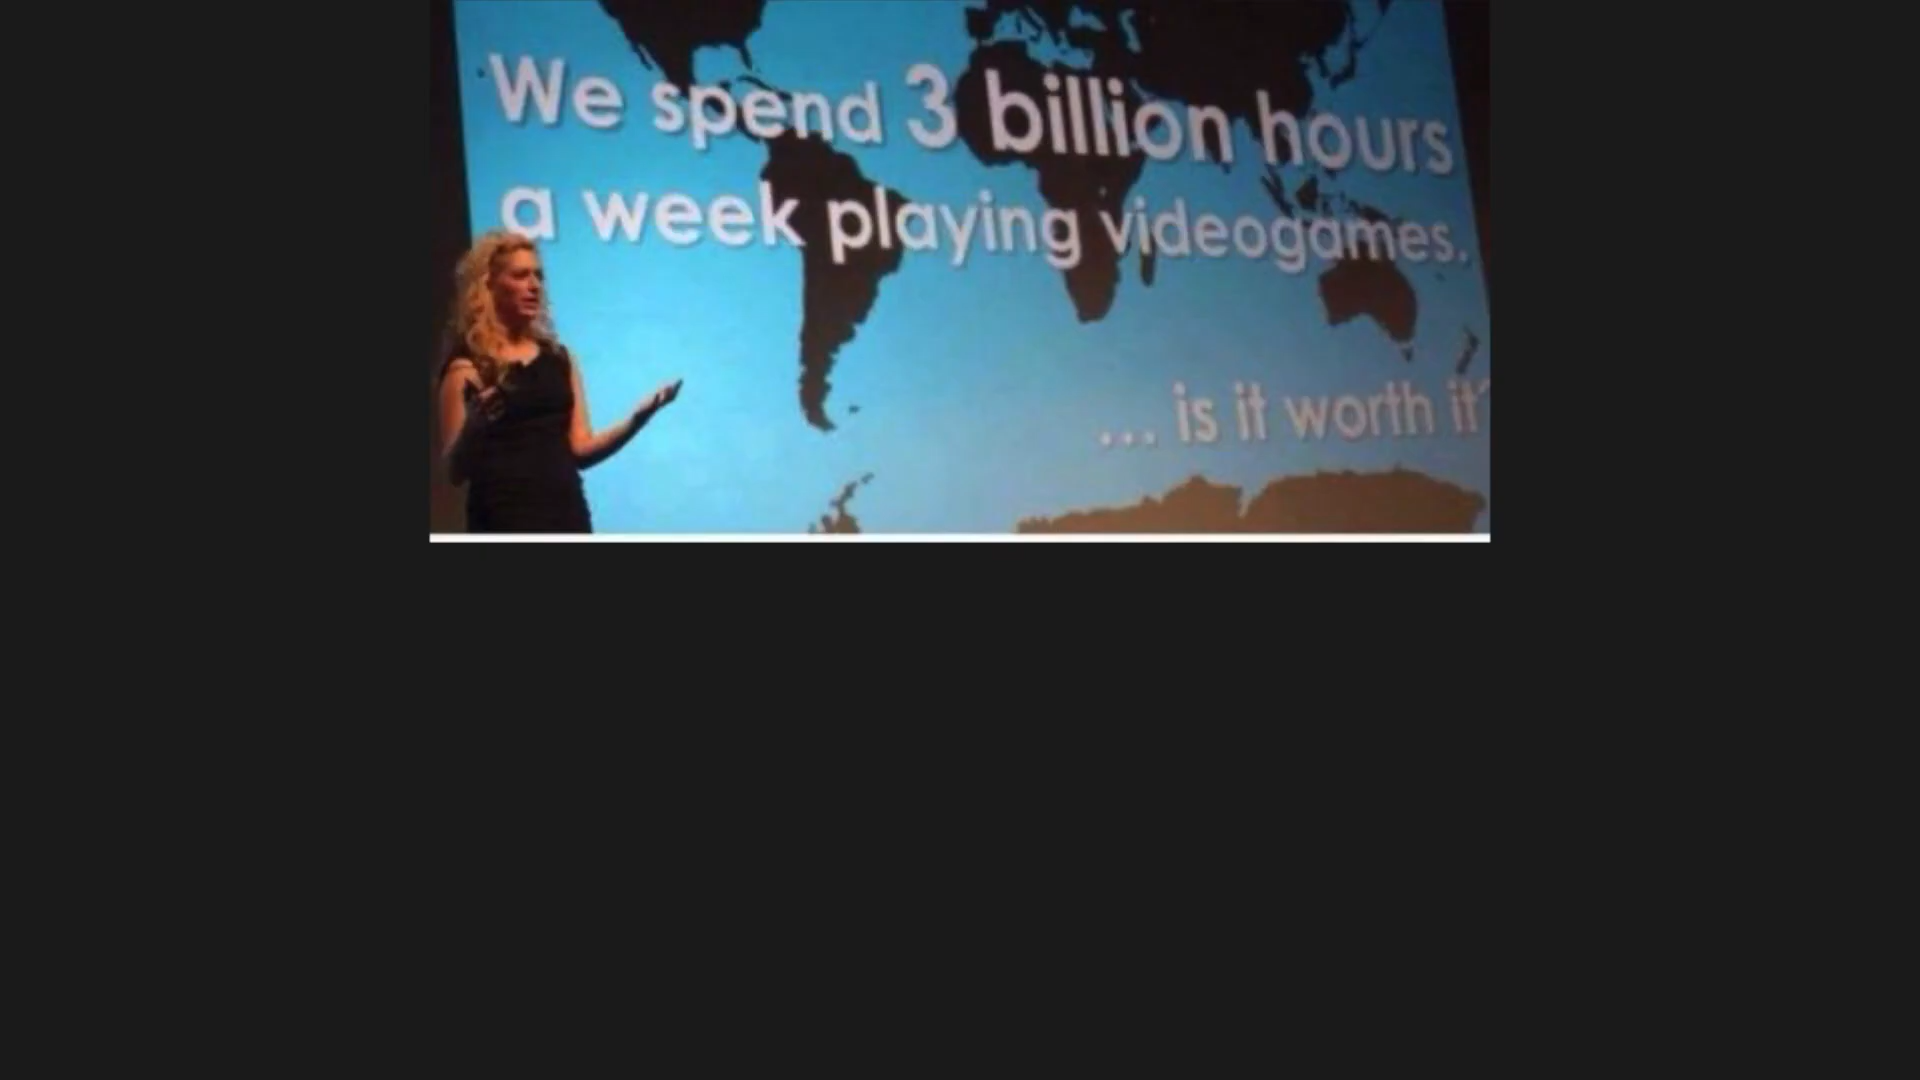 We spend 3 billion hours
a week playing videogames.
... is it worth it